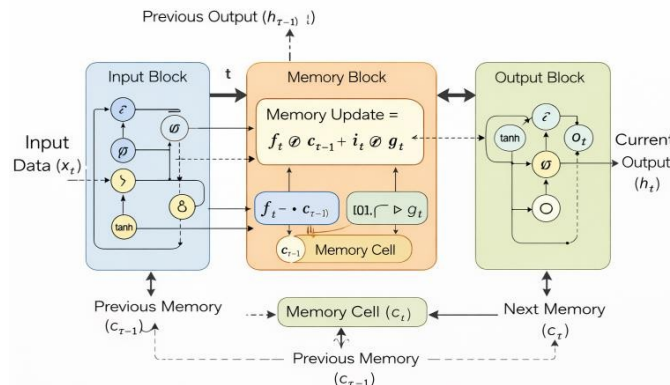 Previous Output (h_{τ-1})
Input Block
t
Memory Block
Output Block
Memory Update =
f_t ⊘ c_{τ-1} + i_t ⊘ g_t
Input
Data (x_t)
tanh
tanh
o_t
Current
Output
(h_t)
f_t - • c_{τ-1)
▷ g_t
c_{τ-1}
Memory Cell
Previous Memory
(c_{τ-1})
Memory Cell (c_t)
Next Memory
(c_τ)
Previous Memory
(c_{τ-1})